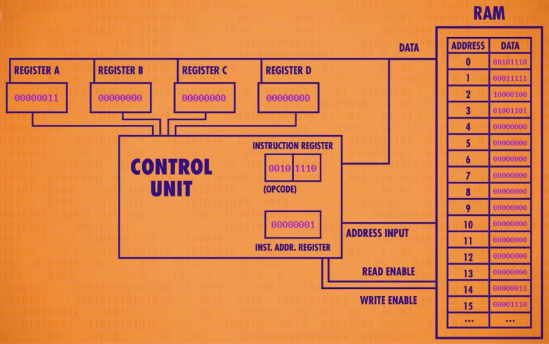 RAM
DATA
REGISTER A REGISTER B REGISTER C REGISTER D
00000011 00000000 00000000 00000000
CONTROL
UNIT
INSTRUCTION REGISTER
0010 1110
(OPCODE)
00000001
INST. ADDR. REGISTER
ADDRESS INPUT
READ ENABLE
WRITE ENABLE
ADDRESS DATA
0 00101110
1 00011111
2 10000100
3 01001101
4 00000000
5 00000000
6 00000000
7 00000000
8 00000000
9 00000000
10 00000000
11 00000000
12 00000000
13 00000000
14 00000011
15 00001110
... ...